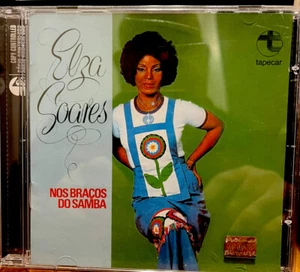 Elza
Soares
tapecar
NOS BRAÇOS
DO SAMBA